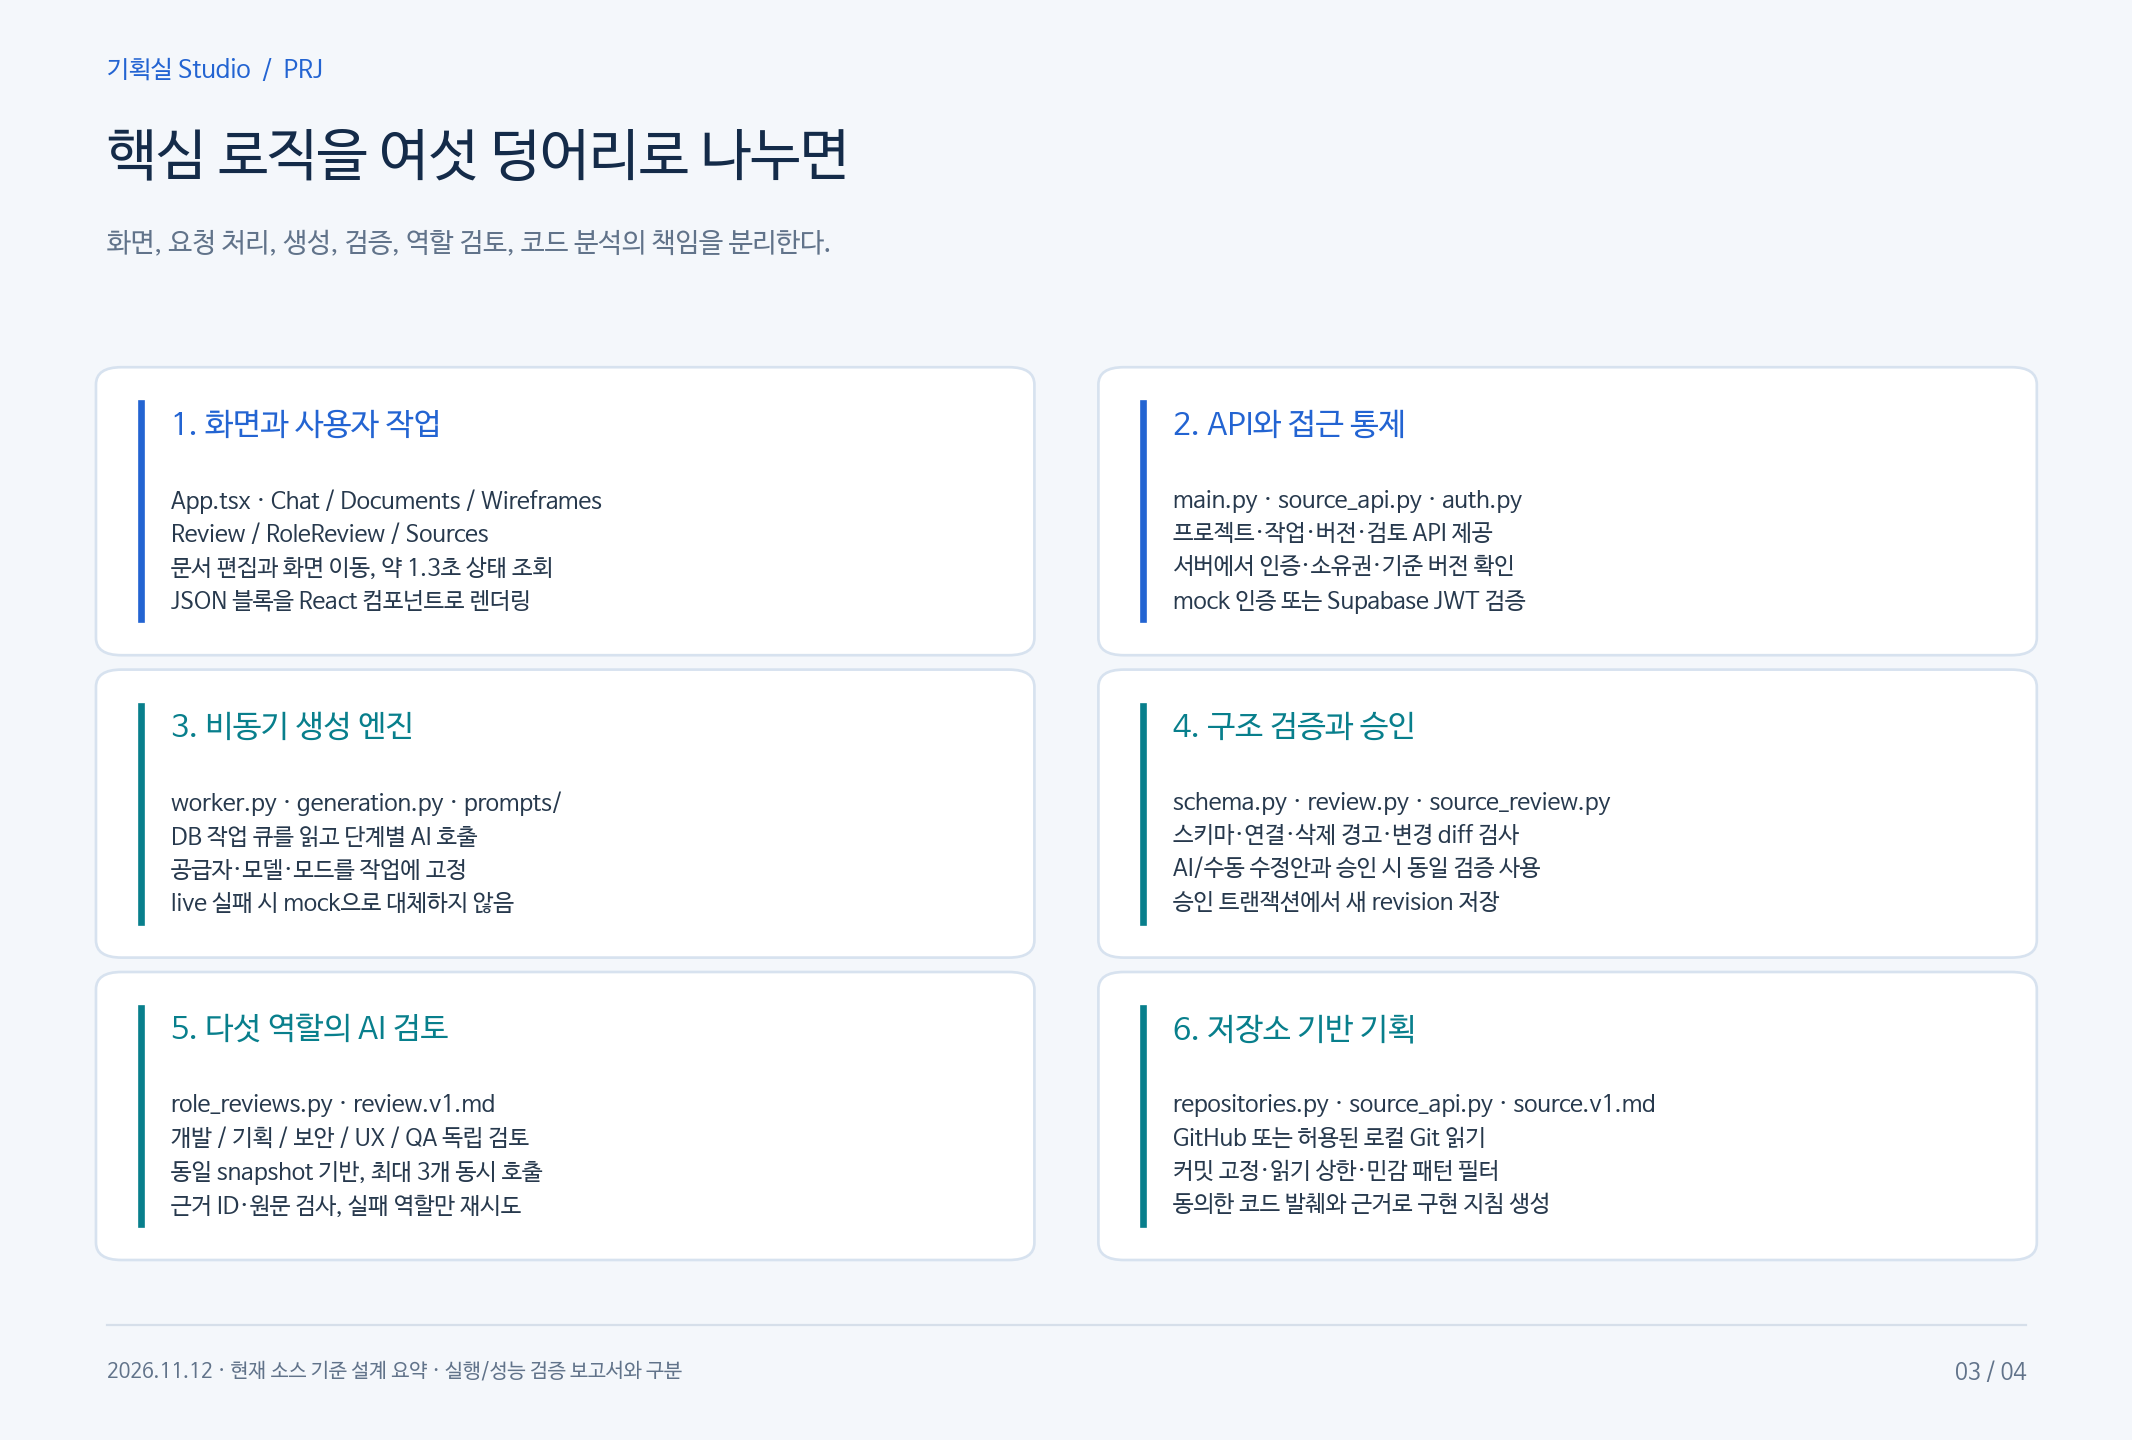 기획실 Studio / PRJ
핵심 로직을 여섯 덩어리로 나누면
화면, 요청 처리, 생성, 검증, 역할 검토, 코드 분석의 책임을 분리한다.
1. 화면과 사용자 작업
App.tsx · Chat / Documents / Wireframes
Review / RoleReview / Sources
문서 편집과 화면 이동, 약 1.3초 상태 조회
JSON 블록을 React 컴포넌트로 렌더링
2. API와 접근 통제
main.py · source_api.py · auth.py
프로젝트·작업·버전·검토 API 제공
서버에서 인증·소유권·기준 버전 확인
mock 인증 또는 Supabase JWT 검증
3. 비동기 생성 엔진
worker.py · generation.py · prompts/
DB 작업 큐를 읽고 단계별 AI 호출
공급자·모델·모드를 작업에 고정
live 실패 시 mock으로 대체하지 않음
4. 구조 검증과 승인
schema.py · review.py · source_review.py
스키마·연결·삭제 경고·변경 diff 검사
AI/수동 수정안과 승인 시 동일 검증 사용
승인 트랜잭션에서 새 revision 저장
5. 다섯 역할의 AI 검토
role_reviews.py · review.v1.md
개발 / 기획 / 보안 / UX / QA 독립 검토
동일 snapshot 기반, 최대 3개 동시 호출
근거 ID·원문 검사, 실패 역할만 재시도
6. 저장소 기반 기획
repositories.py · source_api.py · source.v1.md
GitHub 또는 허용된 로컬 Git 읽기
커밋 고정·읽기 상한·민감 패턴 필터
동의한 코드 발췌와 근거로 구현 지침 생성
2026.11.12 · 현재 소스 기준 설계 요약 · 실행/성능 검증 보고서와 구분
03 / 04